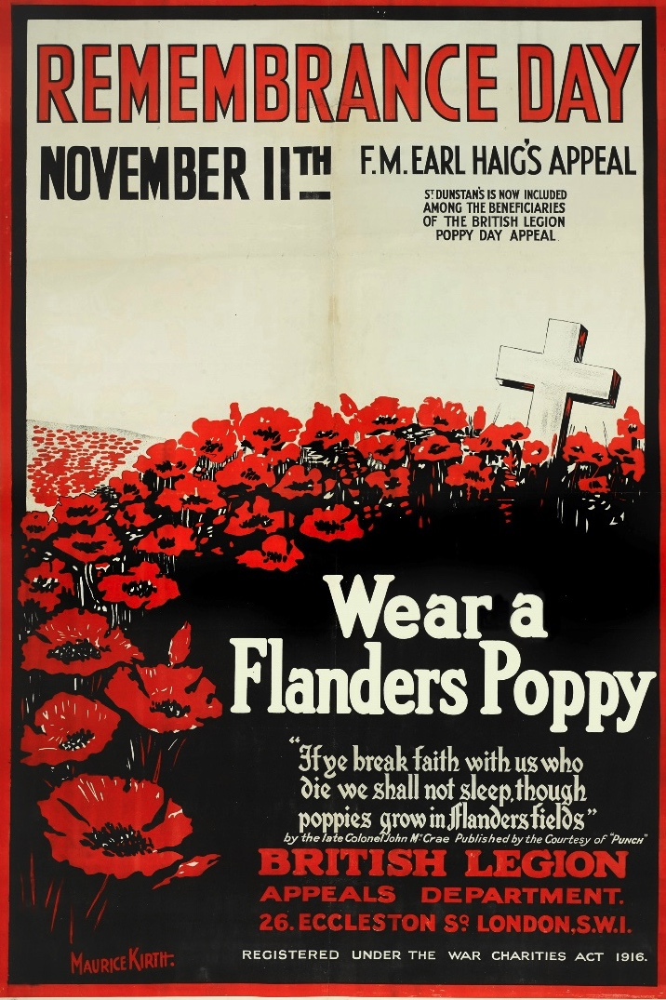 REMEMBRANCE DAY
NOVEMBER 11TH
F.M. EARL HAIG'S APPEAL
ST DUNSTAN'S IS NOW INCLUDED
AMONG THE BENEFICIARIES
OF THE BRITISH LEGION
POPPY DAY APPEAL.
Wear a
Flanders Poppy
"If ye break faith with us who
die we shall not sleep, though
poppies grow in Flanders fields"
by the late Colonel John McCrae Published by the Courtesy of "PUNCH"
BRITISH LEGION
APPEALS DEPARTMENT.
26. ECCLESTON SQ LONDON, S.W.1.
MAURICE KIRTH.
REGISTERED UNDER THE WAR CHARITIES ACT 1916.